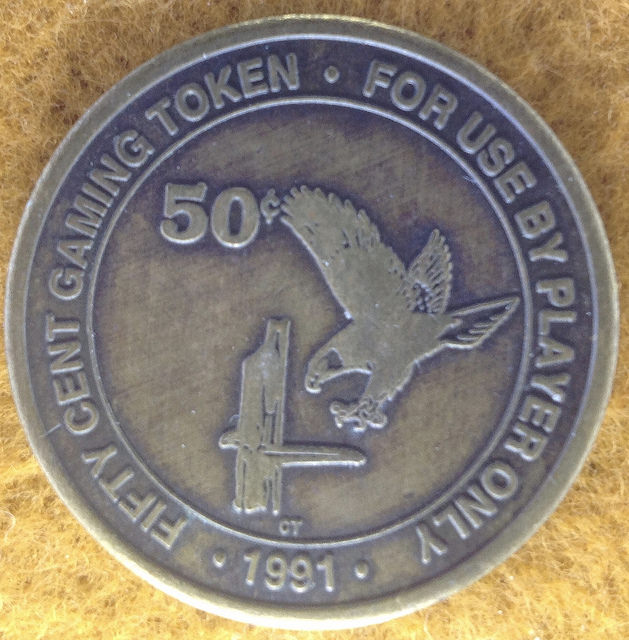 FIFTY CENT GAMING TOKEN • FOR USE BY PLAYER ONLY
• 1991 •
50¢
CT